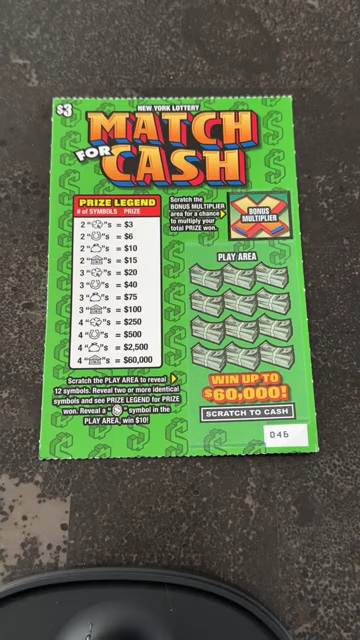 $3
NEW YORK LOTTERY
MATCH
FOR CASH
PRIZE LEGEND
# of SYMBOLS PRIZE
2 " "s = $3
2 " "s = $6
2 " "s = $10
2 " "s = $15
3 " "s = $20
3 " "s = $40
3 " "s = $75
3 " "s = $100
4 " "s = $250
4 " "s = $500
4 " "s = $2,500
4 " "s = $60,000
Scratch the PLAY AREA to reveal
12 symbols. Reveal two or more identical
symbols and see PRIZE LEGEND for PRIZE
won. Reveal a " $ " symbol in the
PLAY AREA, win $10!
Scratch the
BONUS MULTIPLIER
area for a chance
to multiply your
total PRIZE won.
BONUS
MULTIPLIER
PLAY AREA
WIN UP TO
$60,000!
SCRATCH TO CASH
046